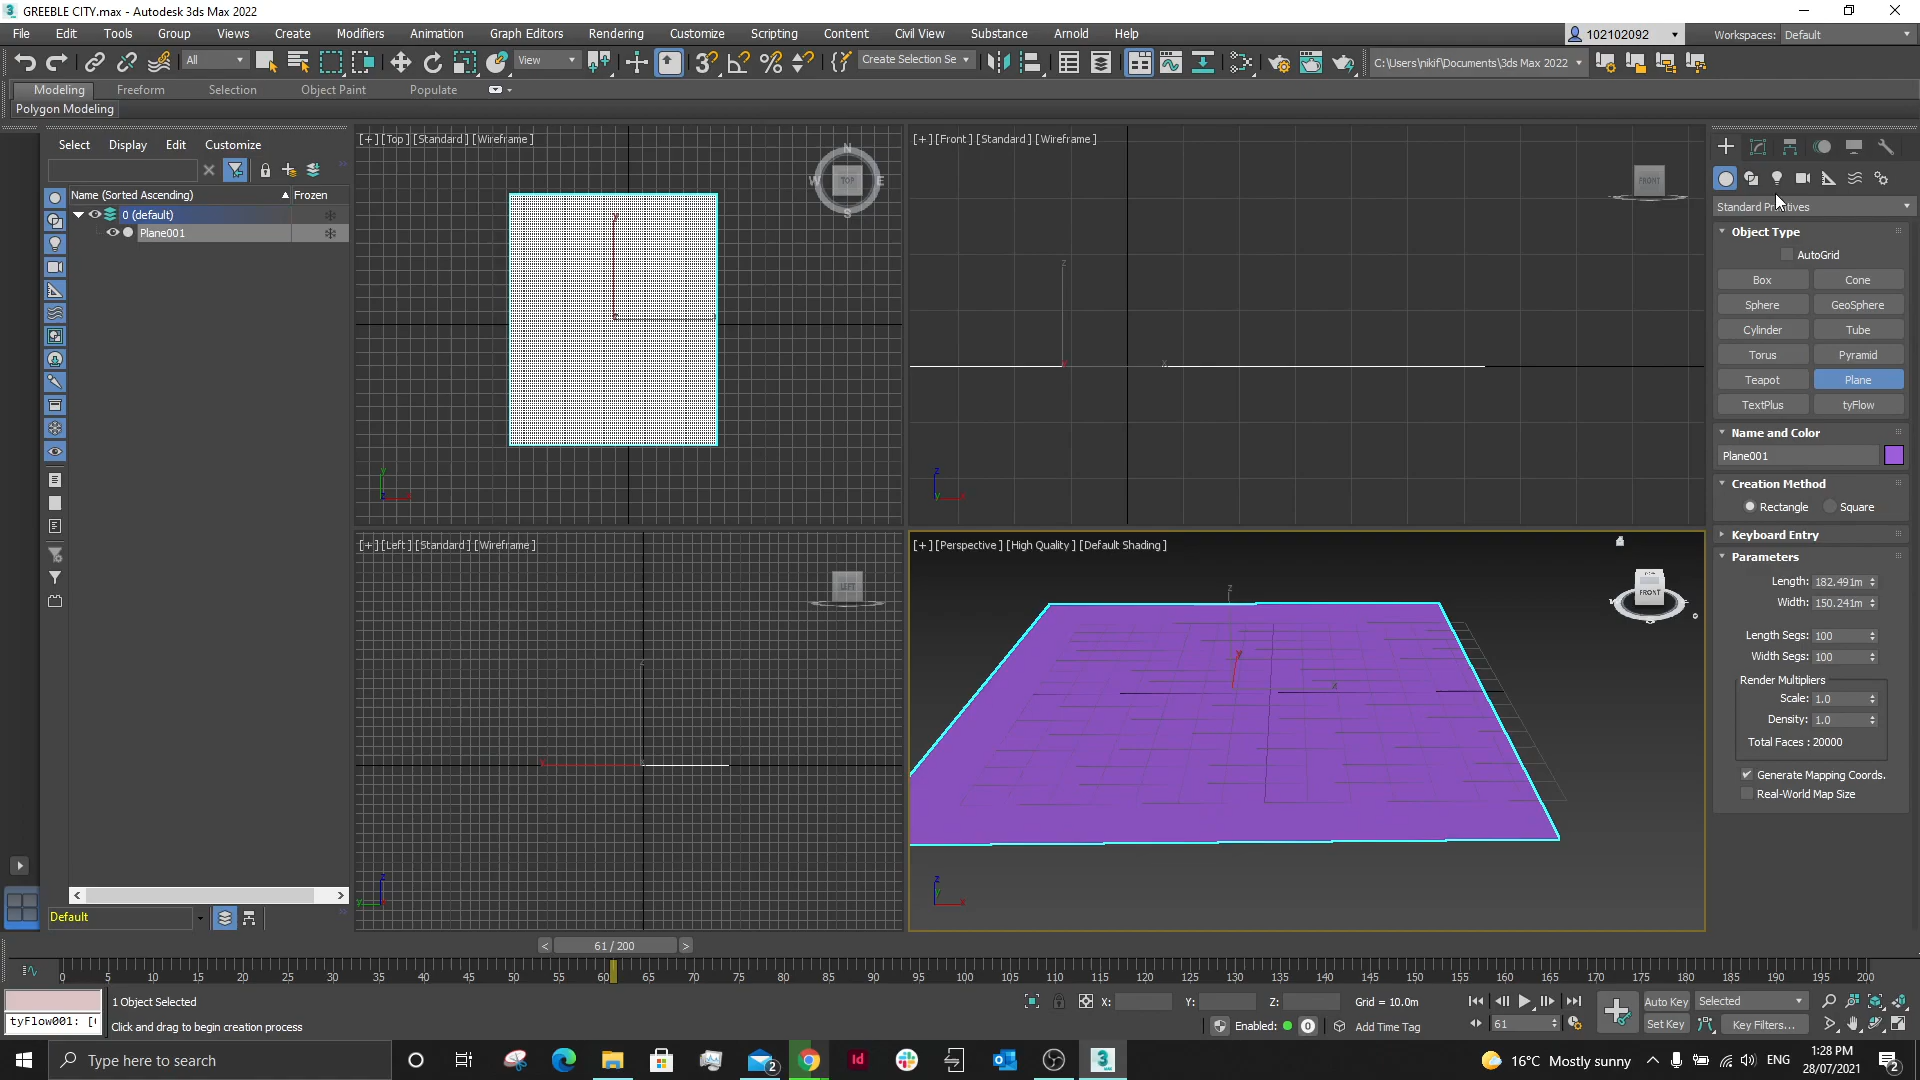 GREEBLE CITY.max - Autodesk 3ds Max 2022
File Edit Tools Group Views Create Modifiers Animation Graph Editors Rendering Customize Scripting Content Civil View Substance Arnold Help
102102092 Workspaces: Default
All View Create Selection Se C:\Users\nikif\Documents\3ds Max 2022
Modeling Freeform Selection Object Paint Populate
Polygon Modeling
Select Display Edit Customize
Name (Sorted Ascending) Frozen
0 (default)
Plane001
[+] [Top] [Standard] [Wireframe]
N
W TOP E
S
y
x
[+] [Front] [Standard] [Wireframe]
FRONT
z
x
[+] [Left] [Standard] [Wireframe]
LEFT
[+] [Perspective] [High Quality] [Default Shading]
FRONT
z
y
x
Standard Primitives
Object Type
AutoGrid
Box Cone
Sphere GeoSphere
Cylinder Tube
Torus Pyramid
Teapot Plane
TextPlus tyFlow
Name and Color
Plane001
Creation Method
Rectangle Square
Keyboard Entry
Parameters
Length: 182.491m
Width: 150.241m
Length Segs: 100
Width Segs: 100
Render Multipliers
Scale: 1.0
Density: 1.0
Total Faces : 20000
Generate Mapping Coords.
Real-World Map Size
Default
< 61 / 200 >
0 5 10 15 20 25 30 35 40 45 50 55 60 65 70 75 80 85 90 95 100 105 110 115 120 125 130 135 140 145 150 155 160 165 170 175 180 185 190 195 200
1 Object Selected X: Y: Z: Grid = 10.0m Auto Key Selected
tyFlow001: [
Click and drag to begin creation process Enabled: 0 Add Time Tag 61 Set Key Key Filters...
Type here to search 2 Id 3 16°C Mostly sunny ENG 1:28 PM
28/07/2021 2